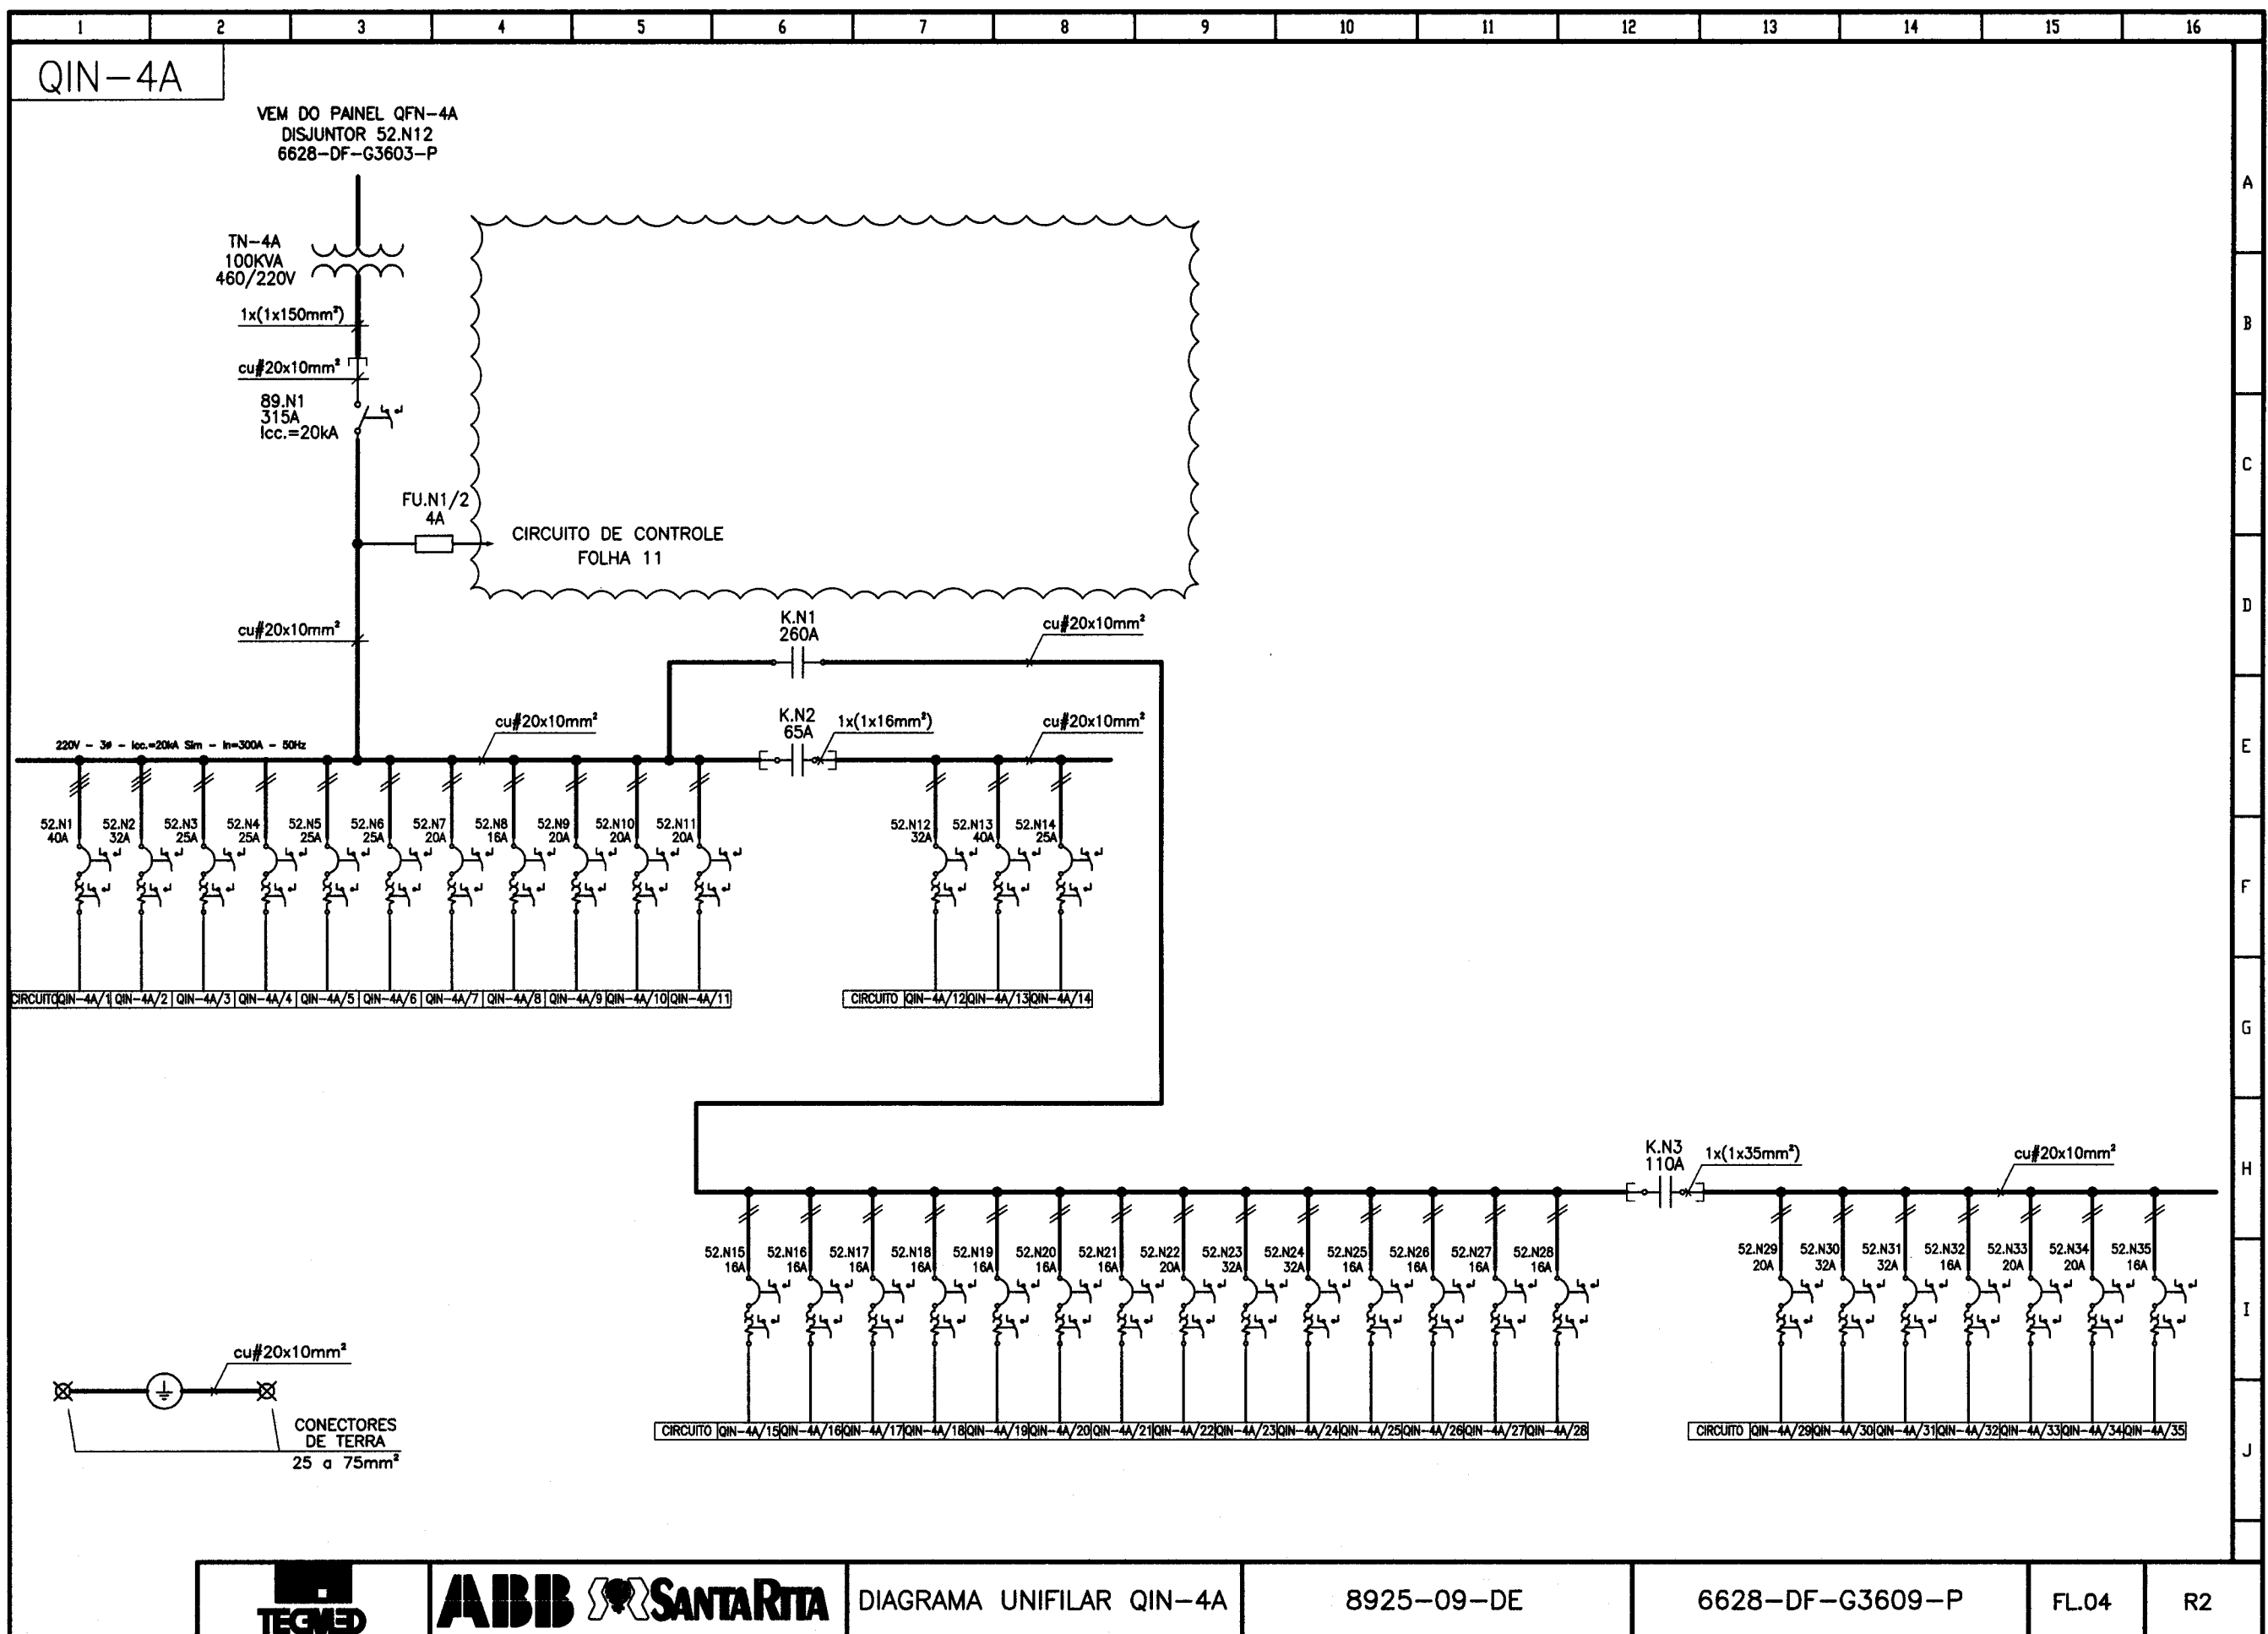 1 2 3 4 5 6 7 8 9 10 11 12 13 14 15 16
QIN-4A
VEM DO PAINEL QFN-4A
DISJUNTOR 52.N12
6628-DF-G3603-P
A
TN-4A
100KVA
460/220V
1x(1x150mm²)
B
cu#20x10mm²
89.N1
315A
Icc.=20kA
C
FU.N1/2
4A
CIRCUITO DE CONTROLE
FOLHA 11
D
cu#20x10mm²
K.N1
260A
cu#20x10mm²
cu#20x10mm²
K.N2
65A
1x(1x16mm²)
cu#20x10mm²
E
220V - 3ø - Icc.=20kA Sim - In=300A - 50Hz
52.N1 52.N2 52.N3 52.N4 52.N5 52.N6 52.N7 52.N8 52.N9 52.N10 52.N11 52.N12 52.N13 52.N14
40A 32A 25A 25A 25A 25A 20A 16A 20A 20A 20A 32A 40A 25A
F
CIRCUITO QIN-4A/1 QIN-4A/2 QIN-4A/3 QIN-4A/4 QIN-4A/5 QIN-4A/6 QIN-4A/7 QIN-4A/8 QIN-4A/9 QIN-4A/10 QIN-4A/11
CIRCUITO QIN-4A/12 QIN-4A/13 QIN-4A/14
G
K.N3
110A
1x(1x35mm²)
cu#20x10mm²
H
52.N15 52.N16 52.N17 52.N18 52.N19 52.N20 52.N21 52.N22 52.N23 52.N24 52.N25 52.N26 52.N27 52.N28 52.N29 52.N30 52.N31 52.N32 52.N33 52.N34 52.N35
16A 16A 16A 16A 16A 16A 16A 20A 32A 32A 16A 16A 16A 16A 20A 32A 32A 16A 20A 20A 16A
I
cu#20x10mm²
CONECTORES
DE TERRA
25 a 75mm²
CIRCUITO QIN-4A/15 QIN-4A/16 QIN-4A/17 QIN-4A/18 QIN-4A/19 QIN-4A/20 QIN-4A/21 QIN-4A/22 QIN-4A/23 QIN-4A/24 QIN-4A/25 QIN-4A/26 QIN-4A/27 QIN-4A/28
CIRCUITO QIN-4A/29 QIN-4A/30 QIN-4A/31 QIN-4A/32 QIN-4A/33 QIN-4A/34 QIN-4A/35
J
TEGMED
ABB SANTARITA
DIAGRAMA UNIFILAR QIN-4A
8925-09-DE
6628-DF-G3609-P
FL.04
R2